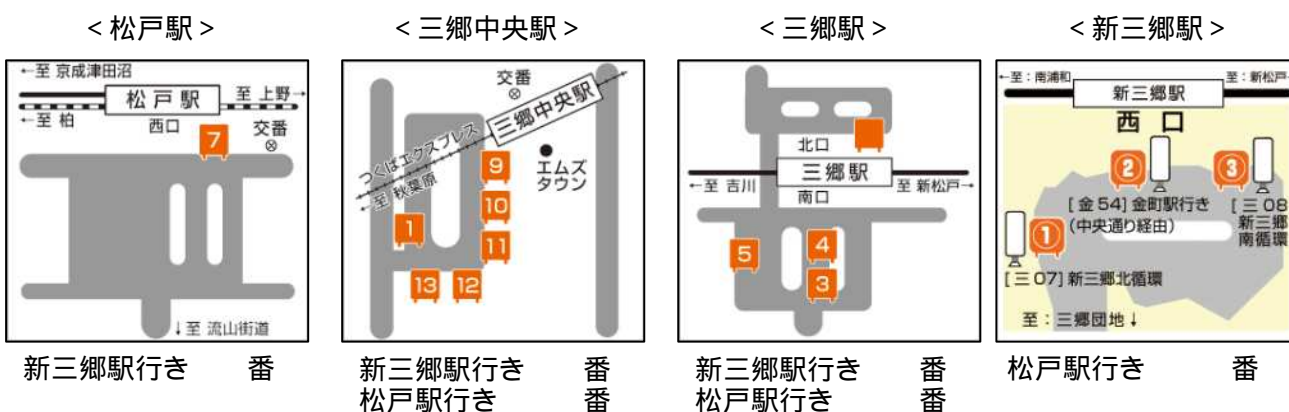 <松戸駅>
←至 京成津田沼
松戸駅
至 上野→
←至 柏
西口
交番
7
↓至 流山街道
新三郷駅行き 番
<三郷中央駅>
交番
三郷中央駅
つくばエクスプレス
←至 秋葉原
エムズ
タウン
9
10
1
11
13
12
新三郷駅行き 番
松戸駅行き 番
<三郷駅>
北口
三郷駅
←至 吉川
至 新松戸→
南口
5
4
3
新三郷駅行き 番
松戸駅行き 番
<新三郷駅>
←至：南浦和
至：新松戸
新三郷駅
西口
2
3
[金54]金町駅行き
(中央通り経由)
[三08
新三郷
南循環
1
[三07]新三郷北循環
至：三郷団地↓
松戸駅行き 番